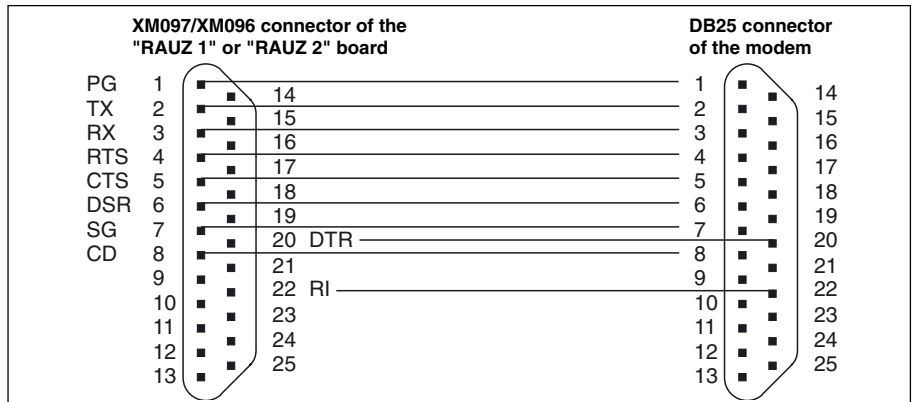 XM097/XM096 connector of the "RAUZ 1" or "RAUZ 2" board
DB25 connector of the modem
PG 1 1
14 14
TX 2 2
15 15
RX 3 3
16 16
RTS 4 4
17 17
CTS 5 5
18 18
DSR 6 6
19 19
SG 7 7
20 DTR 20
CD 8 8
21 21
9 9
22 RI 22
10 10
23 23
11 11
24 24
12 12
25 25
13 13